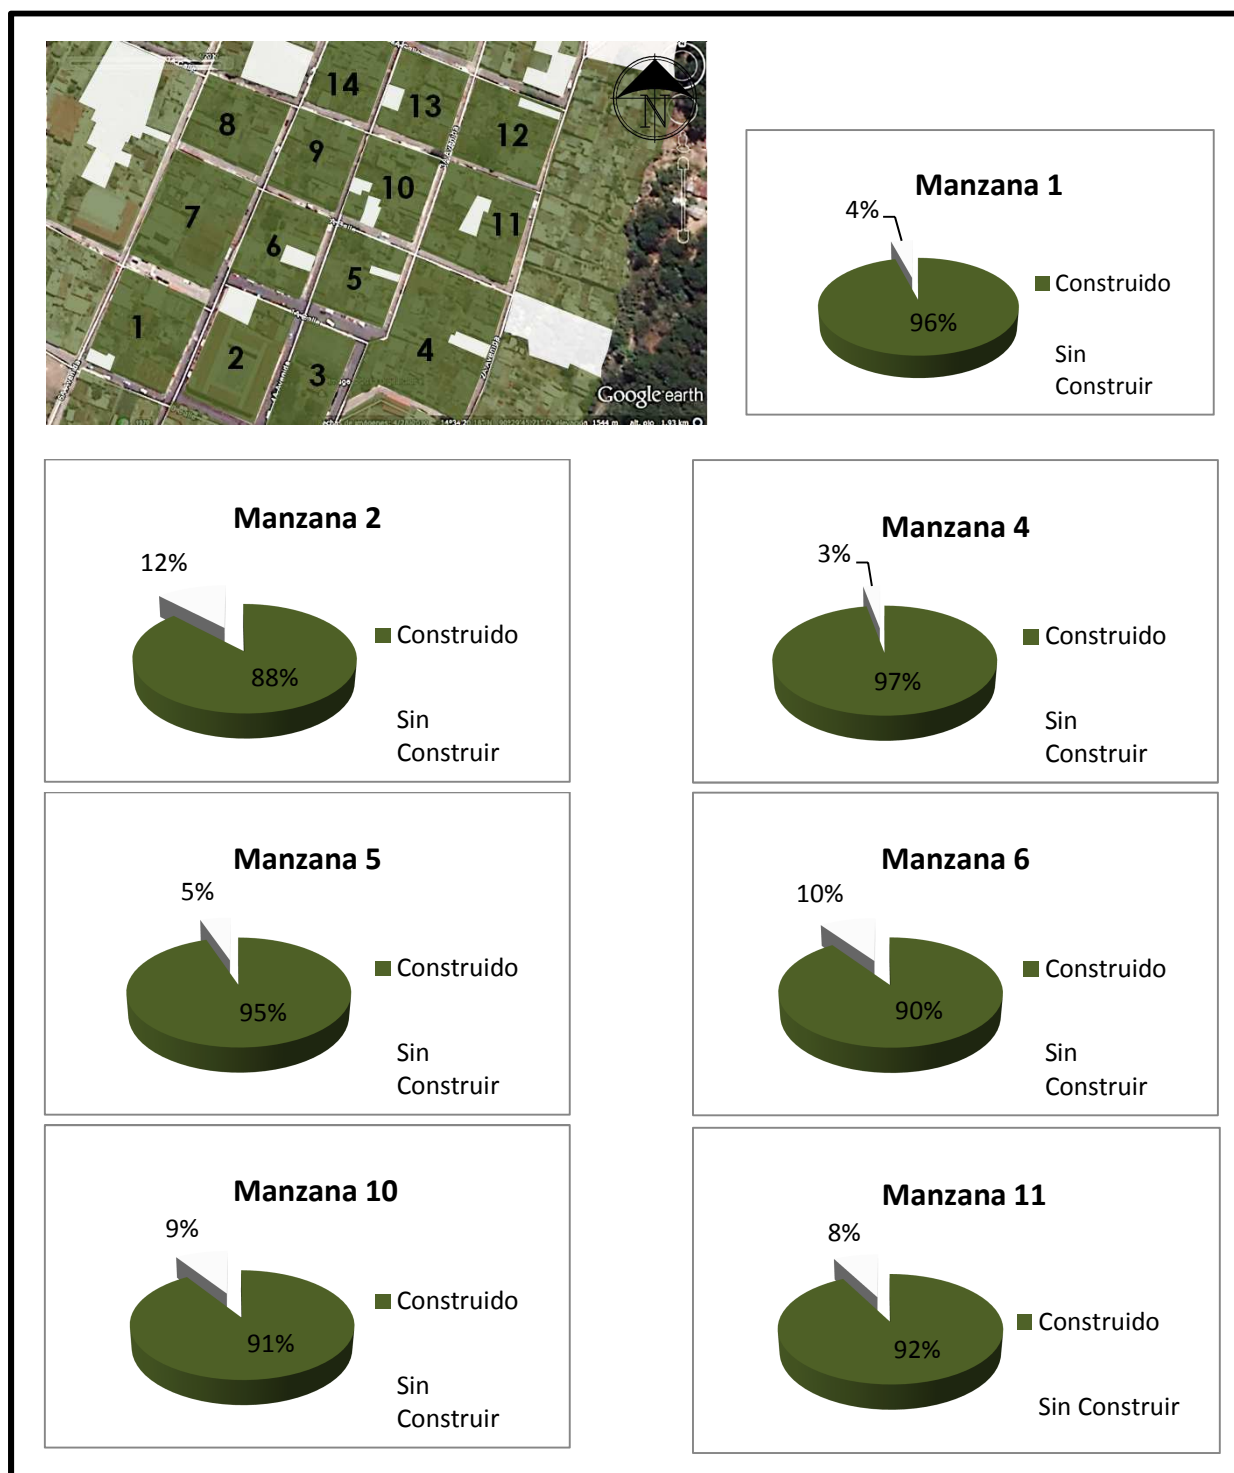 14
13
8
12
9
10
7
11
6
5
1
2
4
3
N
Google earth
Manzana 1
4%
96%
Construido
Sin
Construir
Manzana 2
12%
88%
Construido
Sin
Construir
Manzana 4
3%
97%
Construido
Sin
Construir
Manzana 5
5%
95%
Construido
Sin
Construir
Manzana 6
10%
90%
Construido
Sin
Construir
Manzana 10
9%
91%
Construido
Sin
Construir
Manzana 11
8%
92%
Construido
Sin Construir